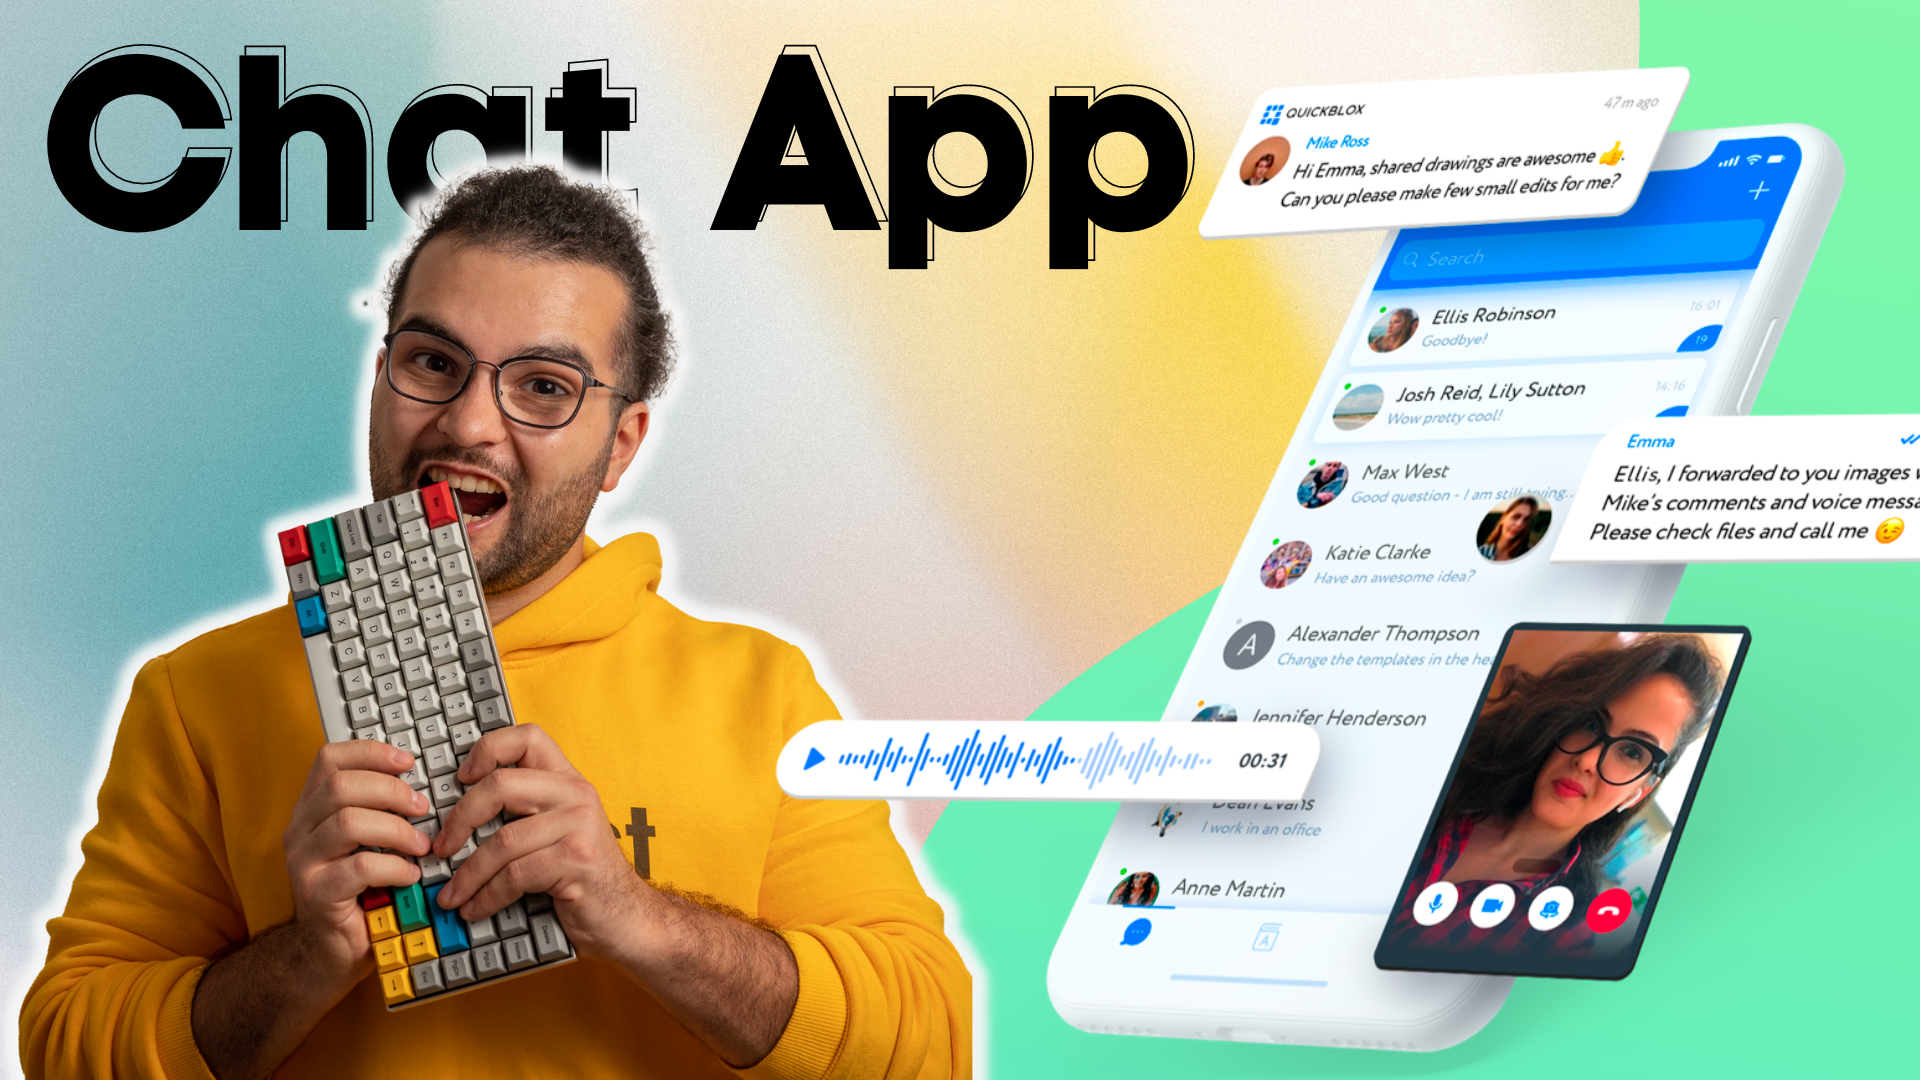 Chat App
QUICKBLOX
47 m ago
Mike Ross
Hi Emma, shared drawings are awesome 👍.
Can you please make few small edits for me?
Search
Ellis Robinson
16:01
Goodbye!
19
Josh Reid, Lily Sutton
14:16
Wow pretty cool!
Emma
Ellis, I forwarded to you images
Mike's comments and voice messa
Please check files and call me 😉
Max West
Good question - I am still trying...
Katie Clarke
Have an awesome idea?
A
Alexander Thompson
Change the templates in the hea
Jennifer Henderson
00:31
Dean Evans
I work in an office
Anne Martin
A